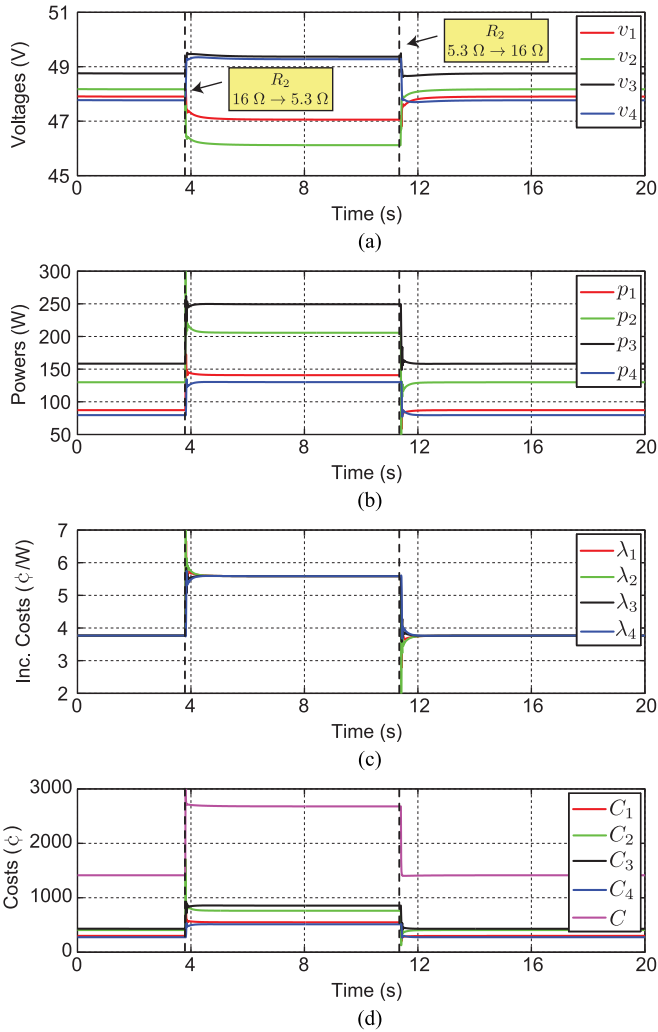 51
49
47
45
Voltages (V)
R₂
16 Ω → 5.3 Ω
R₂
5.3 Ω → 16 Ω
v₁
v₂
v₃
v₄
0 4 8 12 16 20
Time (s)
(a)
300
250
200
150
100
50
Powers (W)
p₁
p₂
p₃
p₄
0 4 8 12 16 20
Time (s)
(b)
7
6
5
4
3
2
Inc. Costs (¢/W)
λ₁
λ₂
λ₃
λ₄
0 4 8 12 16 20
Time (s)
(c)
3000
2000
1000
0
Costs (¢)
C₁
C₂
C₃
C₄
C
0 4 8 12 16 20
Time (s)
(d)